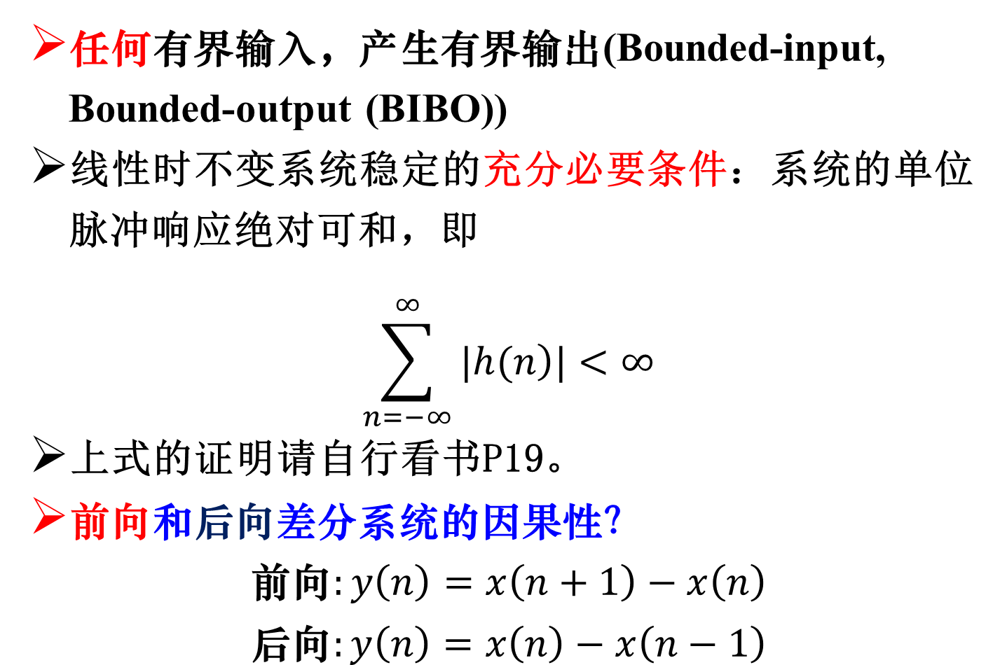 ➢任何有界输入，产生有界输出(Bounded-input,
Bounded-output (BIBO))
➢线性时不变系统稳定的充分必要条件：系统的单位
脉冲响应绝对可和，即
∞
∑ |h(n)| < ∞
n=−∞
➢上式的证明请自行看书P19。
➢前向和后向差分系统的因果性?
前向: y(n) = x(n + 1) − x(n)
后向: y(n) = x(n) − x(n − 1)